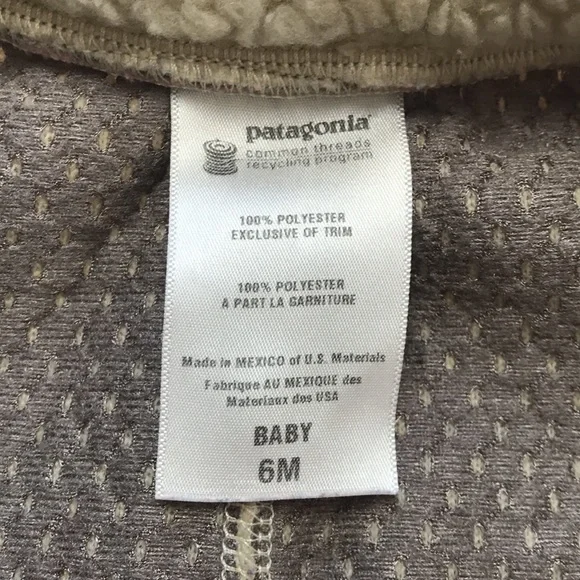 patagonia
common threads
recycling program
100% POLYESTER
EXCLUSIVE OF TRIM
100% POLYESTER
A PART LA GARNITURE
Made in MEXICO of U.S. Materials
Fabrique AU MEXIQUE des
Materiaux des USA
BABY
6M